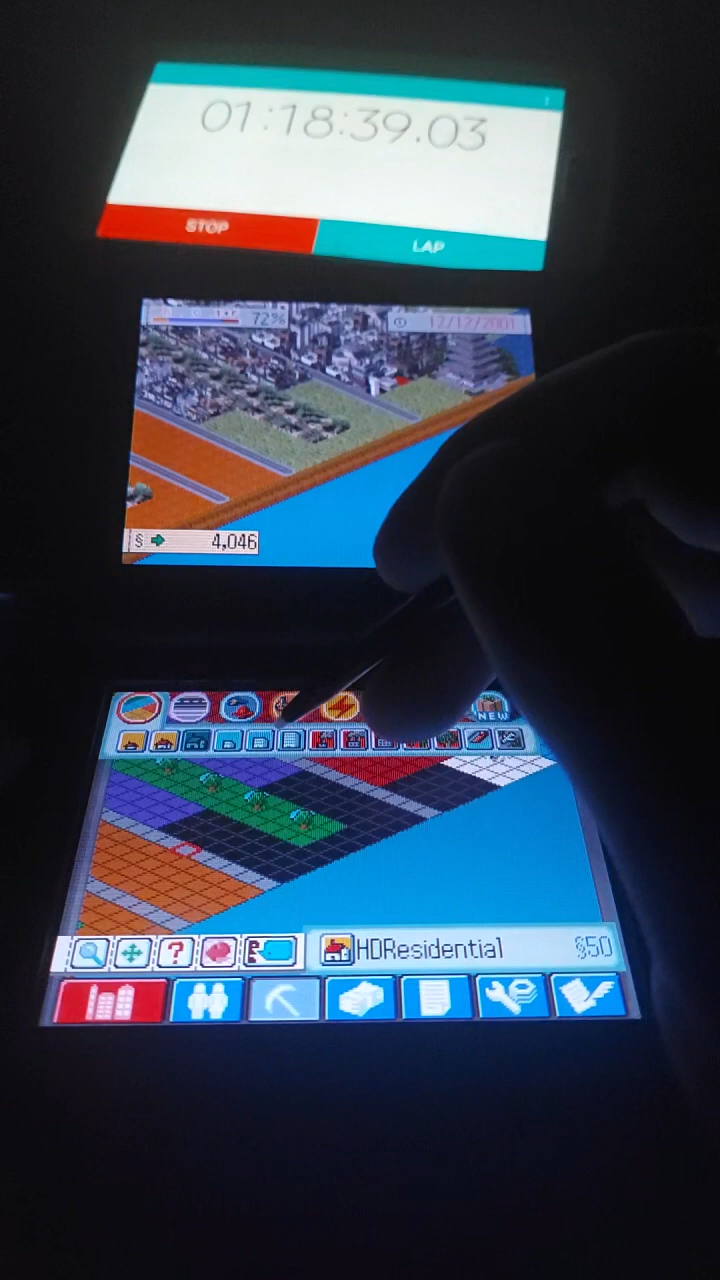 01:18:39.03
STOP
LAP
72%
12/12/2001
§ 4,046
NEW
?
HDResidential §50